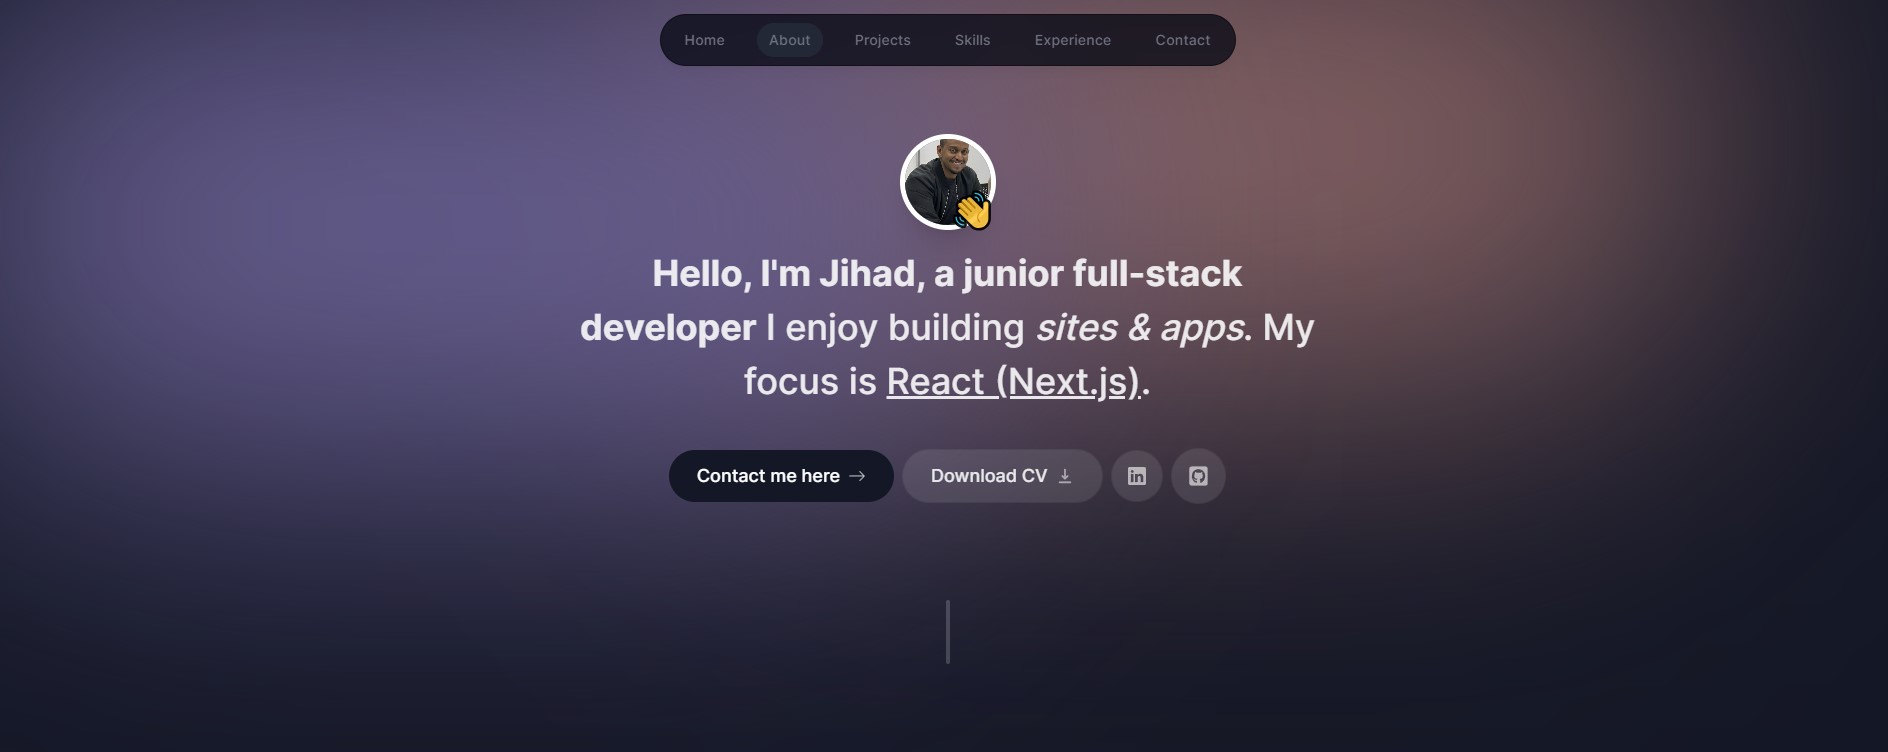 Home About Projects Skills Experience Contact
Hello, I'm Jihad, a junior full-stack
developer I enjoy building sites & apps. My
focus is React (Next.js).
Contact me here Download CV in